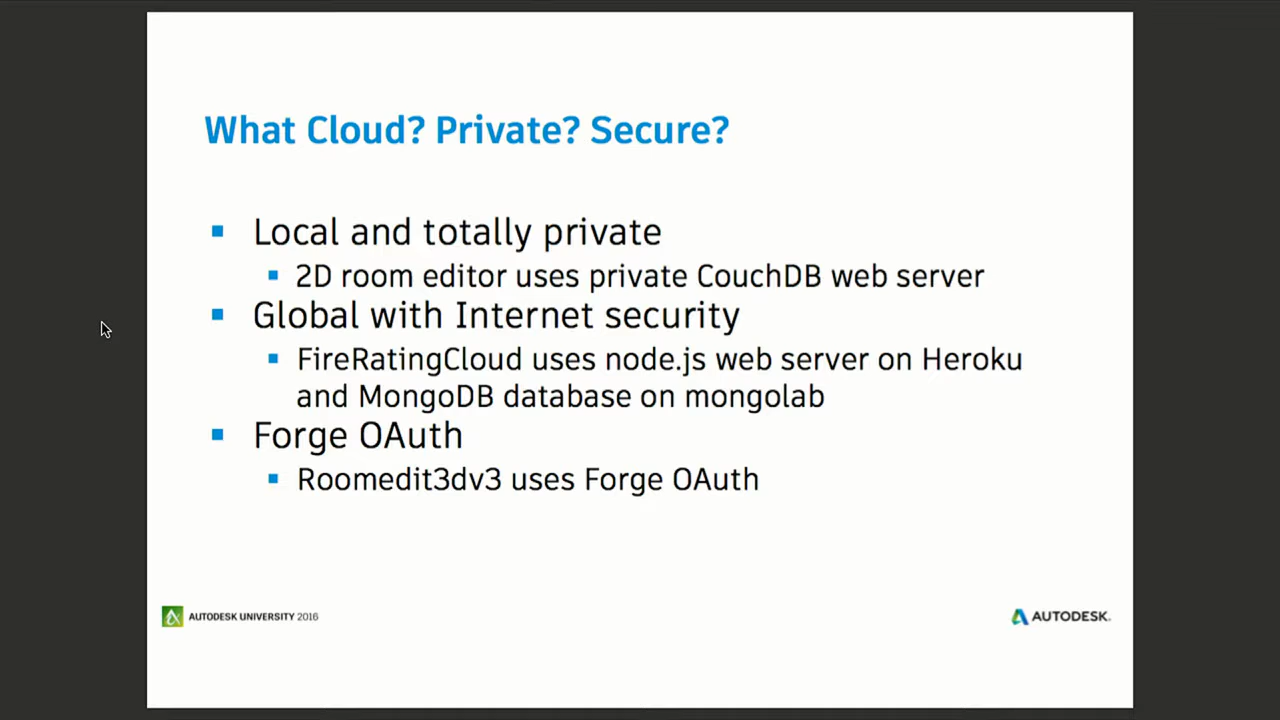 What Cloud? Private? Secure?
Local and totally private
2D room editor uses private CouchDB web server
Global with Internet security
FireRatingCloud uses node.js web server on Heroku
and MongoDB database on mongolab
Forge OAuth
Roomedit3dv3 uses Forge OAuth
AUTODESK UNIVERSITY 2016
AUTODESK.